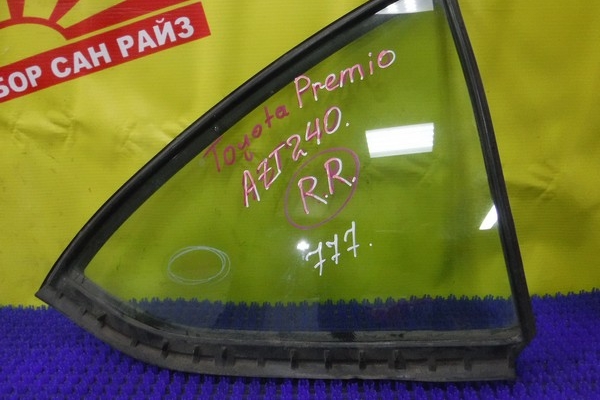 БОР САН РАЙЗ
Toyota Premio
AZT240.
R.R.
777.